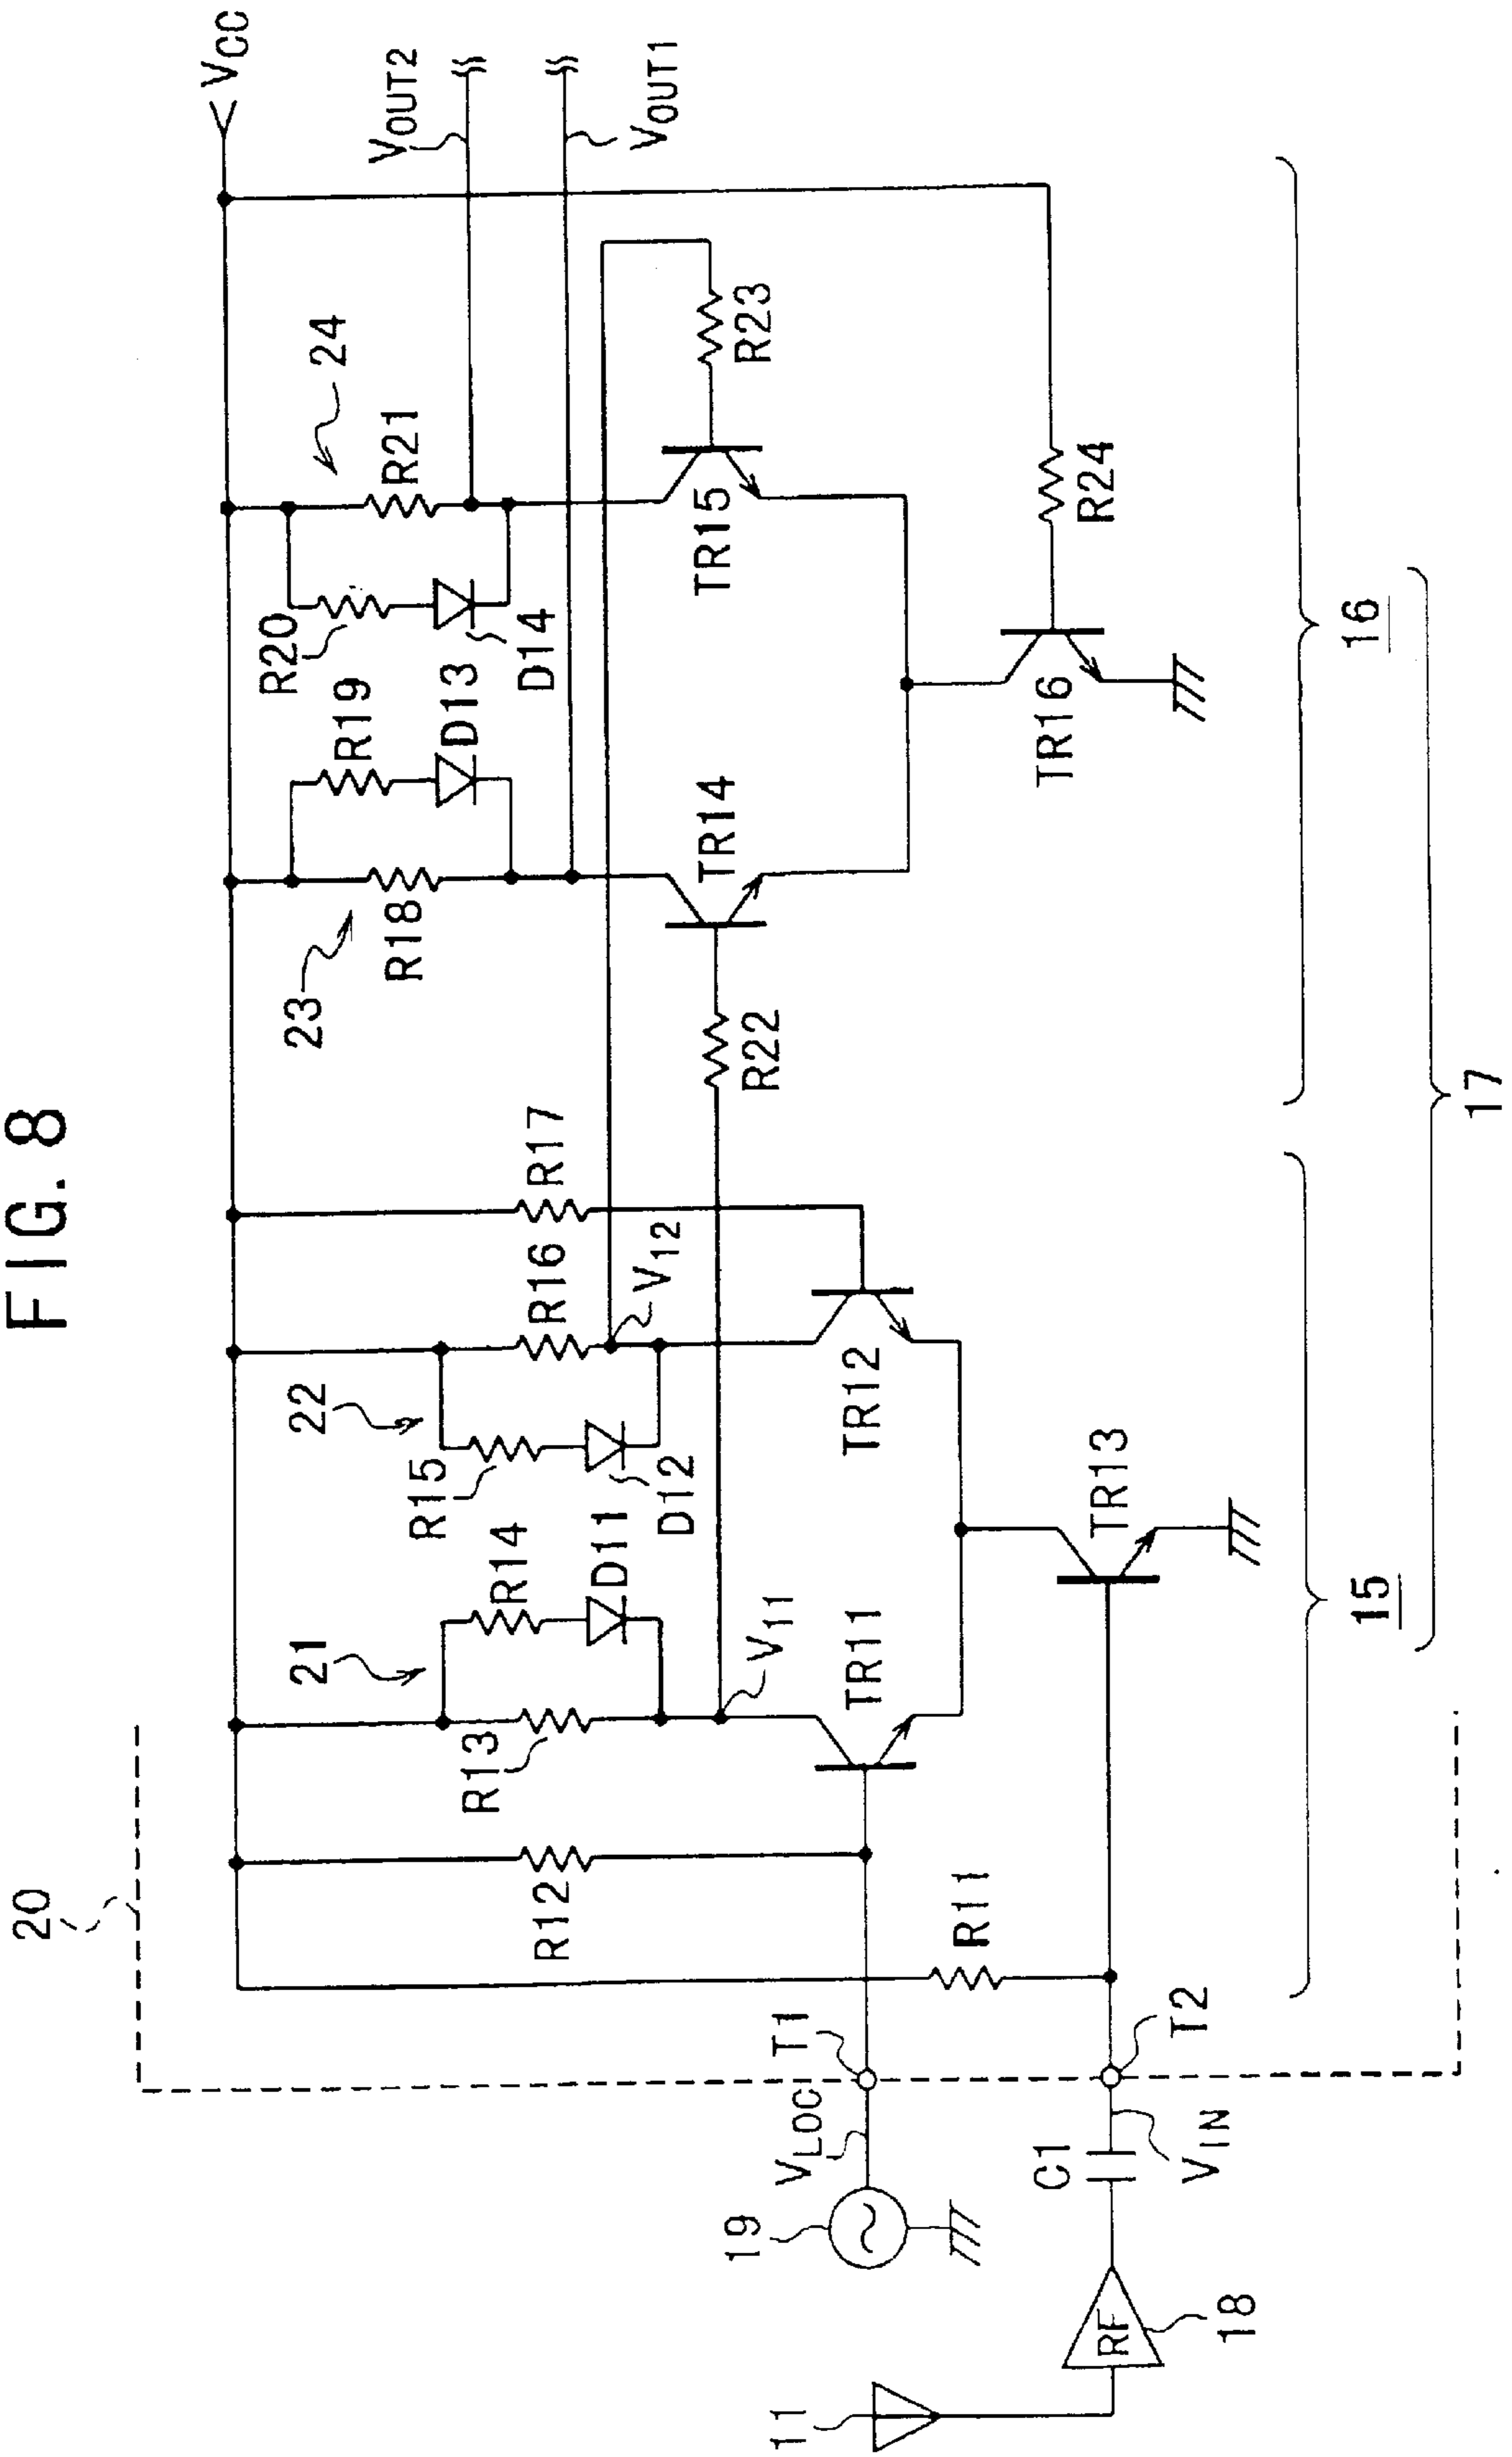 FIG. 8
20
VCC
VOUT2
VOUT1
24
R21
R20
D14
R19
D13
R18
23
R23
TR15
TR14
R22
R24
TR16
16
17
R17
R16
V12
22
R15
D12
TR12
R14
D11
21
R13
V11
TR11
TR13
15
R12
R11
T1
T2
VLOC
VIN
C1
19
RF
18
11